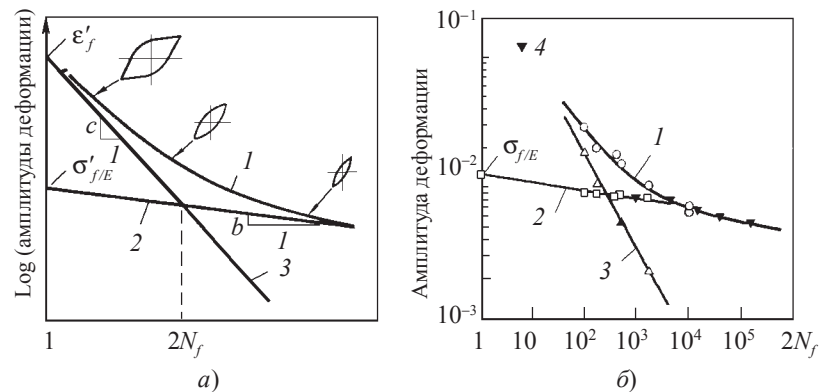 Log (амплитуды деформации)
ε′f
σ′f/E
c
1
1
2
b
1
3
1
2Nf
а)
Амплитуда деформации
10⁻¹
10⁻²
10⁻³
4
σf/E
1
2
3
1
10
10²
10³
10⁴
10⁵
2Nf
б)